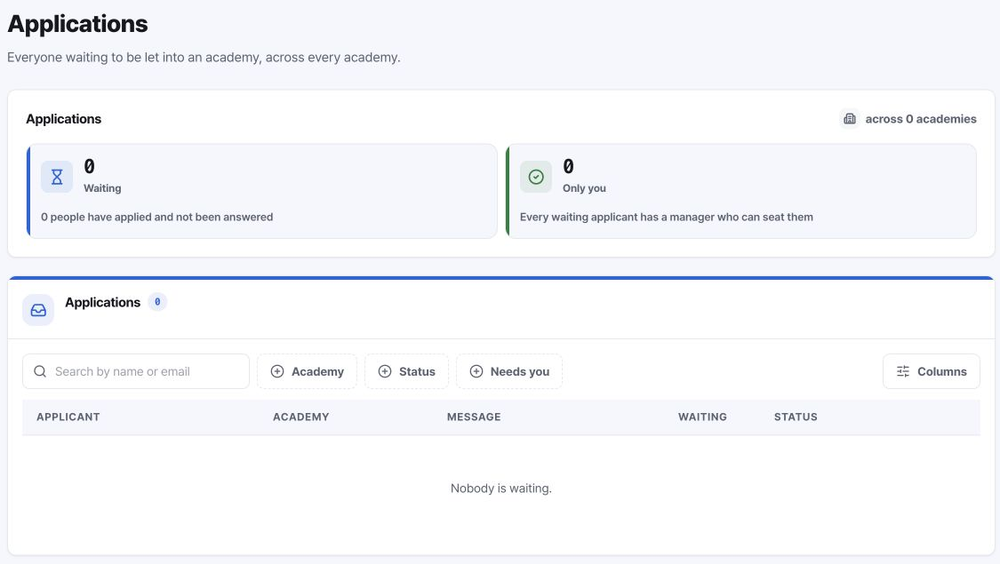 Applications
Everyone waiting to be let into an academy, across every academy.
Applications
across 0 academies
0
Waiting
0 people have applied and not been answered
0
Only you
Every waiting applicant has a manager who can seat them
Applications 0
Search by name or email
Academy
Status
Needs you
Columns
APPLICANT ACADEMY MESSAGE WAITING STATUS
Nobody is waiting.